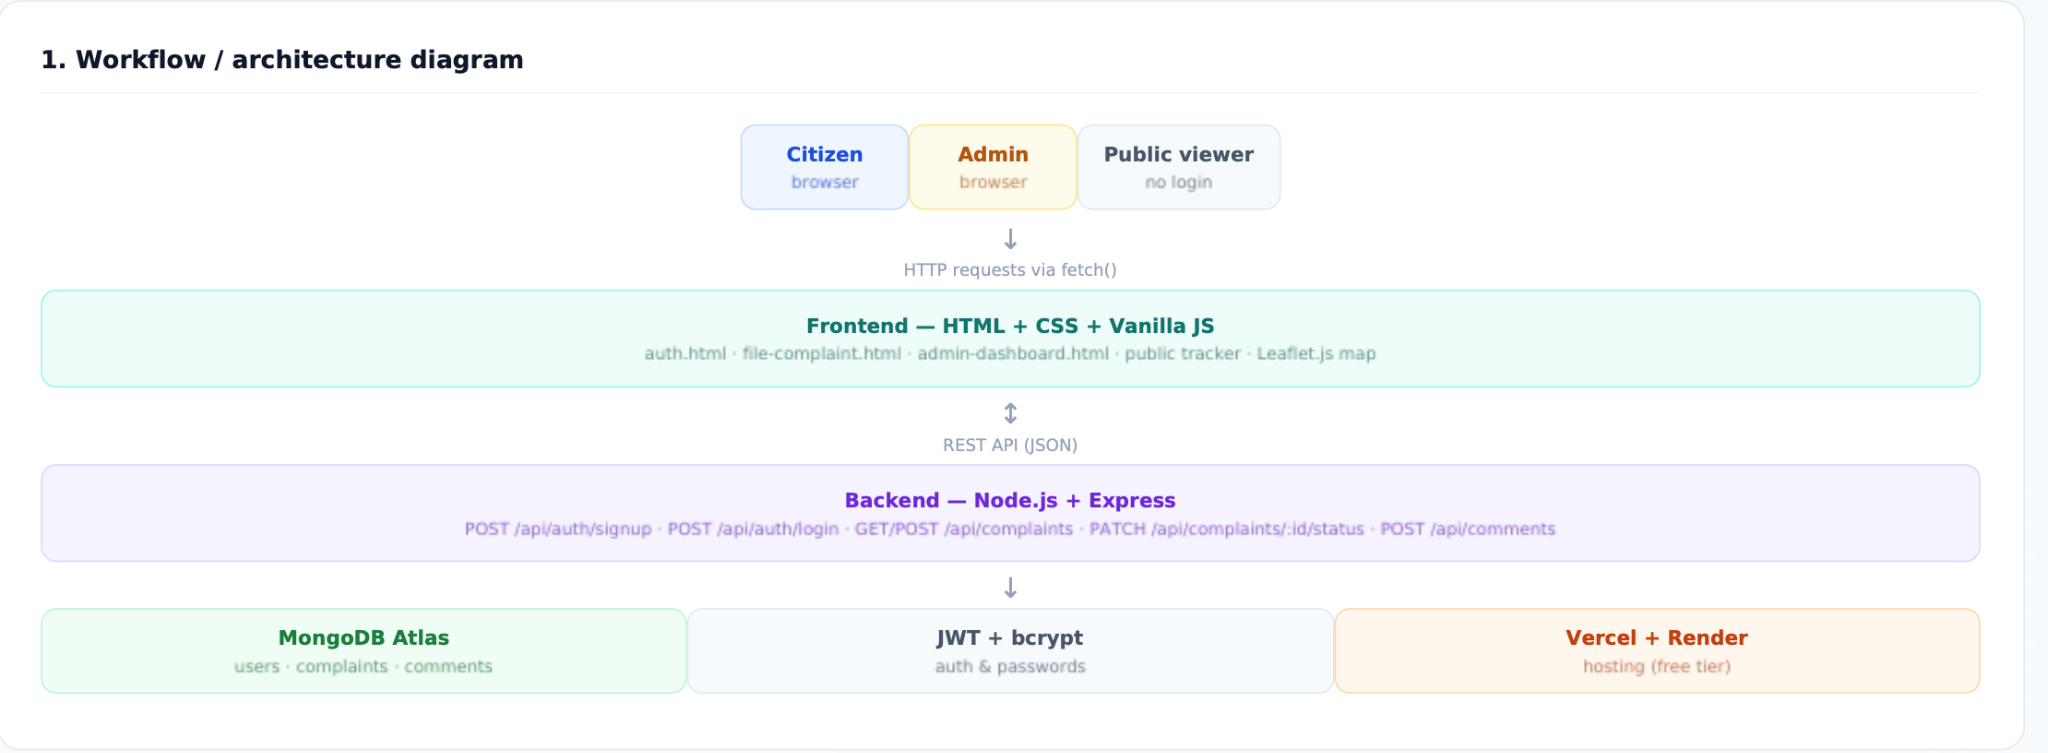 1. Workflow / architecture diagram
Citizen
browser
Admin
browser
Public viewer
no login
↓
HTTP requests via fetch()
Frontend — HTML + CSS + Vanilla JS
auth.html · file-complaint.html · admin-dashboard.html · public tracker · Leaflet.js map
↕
REST API (JSON)
Backend — Node.js + Express
POST /api/auth/signup · POST /api/auth/login · GET/POST /api/complaints · PATCH /api/complaints/:id/status · POST /api/comments
↓
MongoDB Atlas
users · complaints · comments
JWT + bcrypt
auth & passwords
Vercel + Render
hosting (free tier)